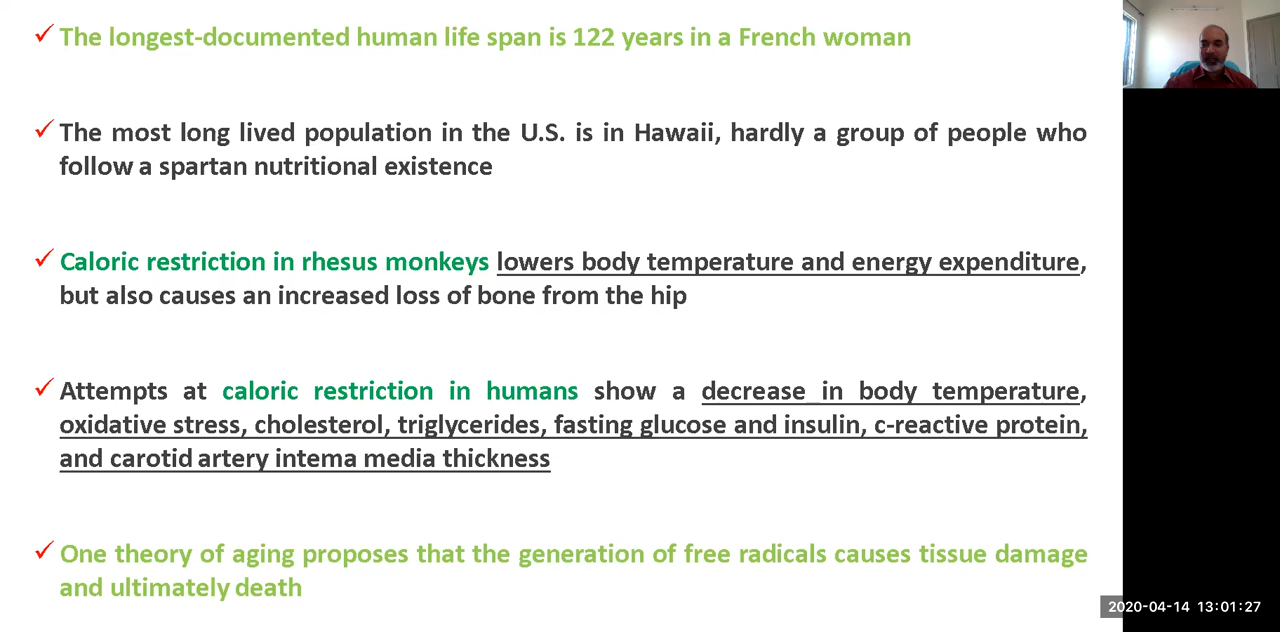 The longest-documented human life span is 122 years in a French woman
The most long lived population in the U.S. is in Hawaii, hardly a group of people who
follow a spartan nutritional existence
Caloric restriction in rhesus monkeys lowers body temperature and energy expenditure,
but also causes an increased loss of bone from the hip
Attempts at caloric restriction in humans show a decrease in body temperature,
oxidative stress, cholesterol, triglycerides, fasting glucose and insulin, c-reactive protein,
and carotid artery intema media thickness
One theory of aging proposes that the generation of free radicals causes tissue damage
and ultimately death
2020-04-14 13:01:27